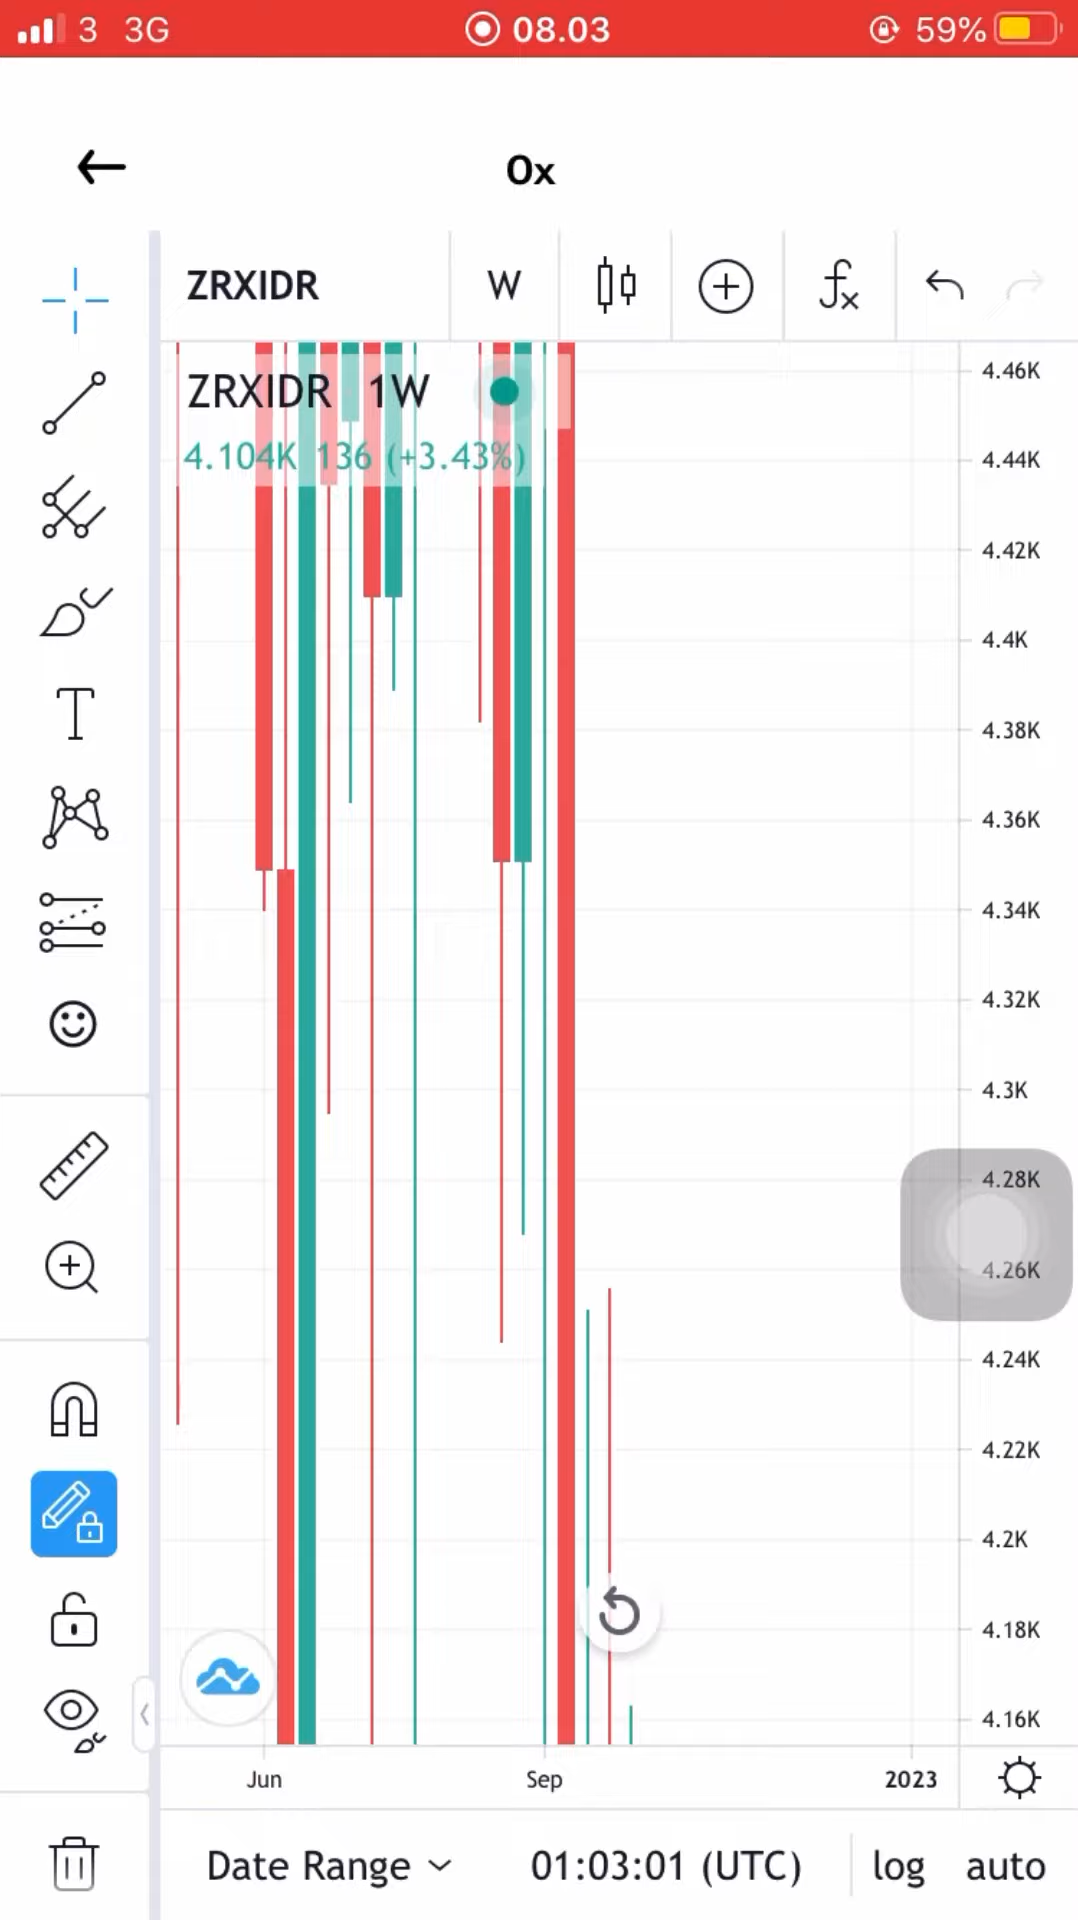 3 3G 08.03 59%
0x
ZRXIDR W
ZRXIDR 1W
4.104K 136 (+3.43%)
4.46K
4.44K
4.42K
4.4K
4.38K
4.36K
4.34K
4.32K
4.3K
4.28K
4.26K
4.24K
4.22K
4.2K
4.18K
4.16K
Jun Sep 2023
Date Range 01:03:01 (UTC) log auto